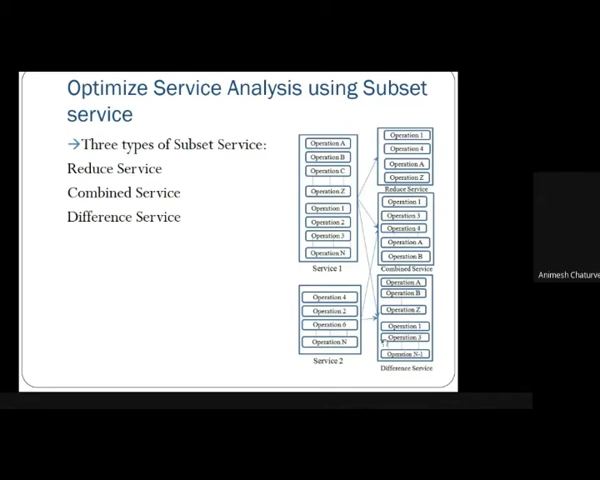 Optimize Service Analysis using Subset
service
→Three types of Subset Service:
Reduce Service
Combined Service
Difference Service
Operation A
Operation B
Operation C
Operation Z
Operation 1
Operation 2
Operation 3
Operation N
Service 1
Operation 4
Operation 2
Operation 6
Operation N
Service 2
Operation 1
Operation 4
Operation A
Operation Z
Reduce Service
Operation 1
Operation 3
Operation 4
Operation A
Operation B
Combined Service
Operation A
Operation B
Operation Z
Operation 1
Operation 3
Operation N-1
Difference Service
Animesh Chaturve